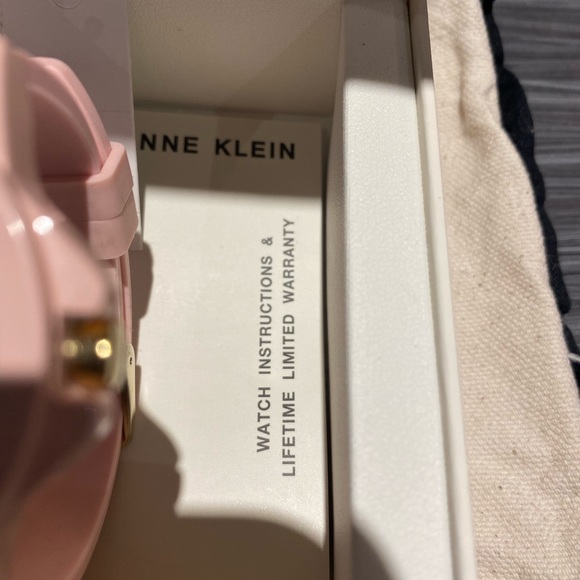 NNE KLEIN
WATCH INSTRUCTIONS &
LIFETIME LIMITED WARRANTY